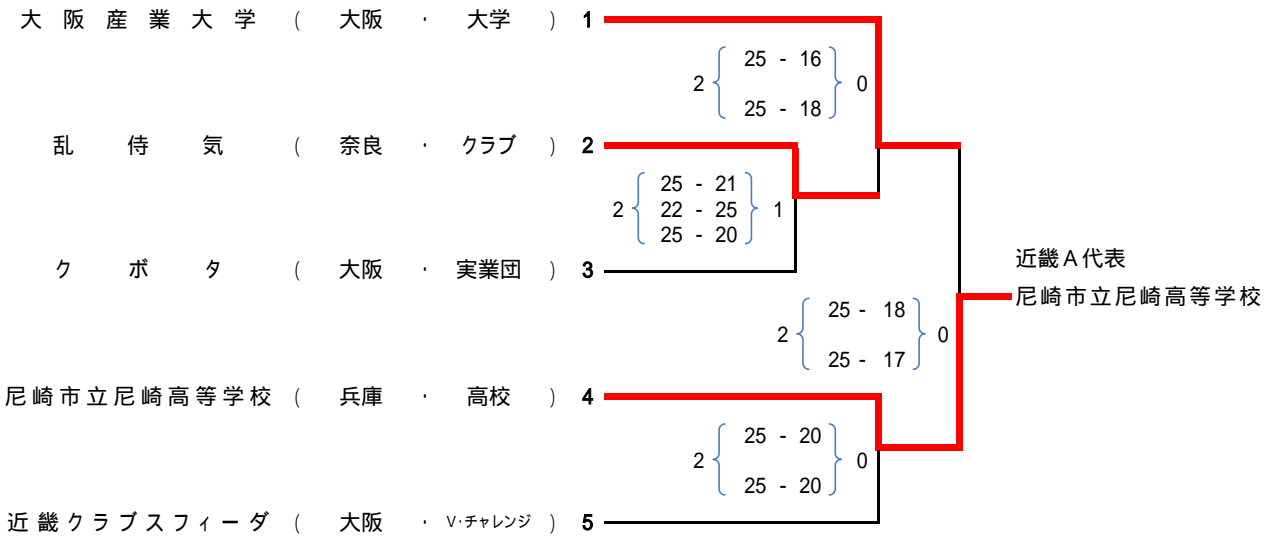 大阪産業大学 ( 大阪 ・ 大学 ) 1
2 25 - 16 0
25 - 18
乱侍気 ( 奈良 ・ クラブ ) 2
25 - 21
2 22 - 25 1
25 - 20
クボタ ( 大阪 ・ 実業団 ) 3
近畿A代表
尼崎市立尼崎高等学校
25 - 18
2 0
25 - 17
尼崎市立尼崎高等学校 ( 兵庫 ・ 高校 ) 4
25 - 20
2 0
25 - 20
近畿クラブスフィーダ ( 大阪 ・ V・チャレンジ ) 5